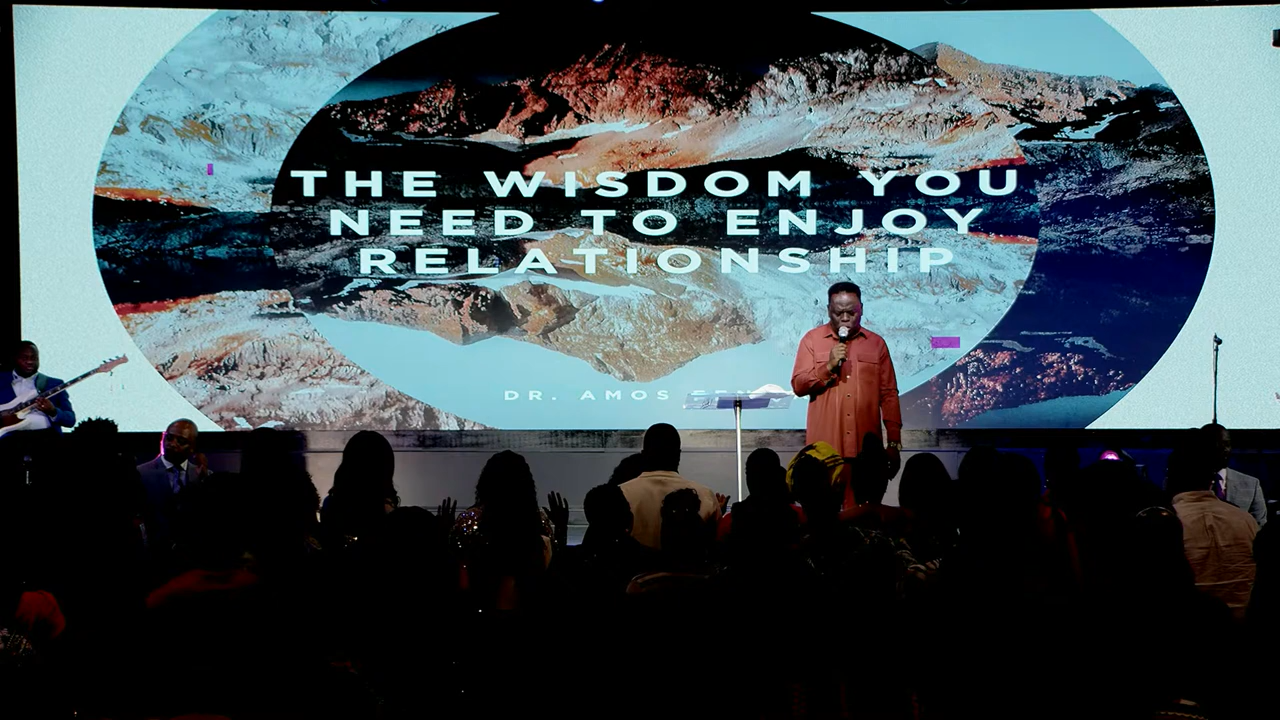 THE WISDOM YOU
NEED TO ENJOY
RELATIONSHIP
DR. AMOS